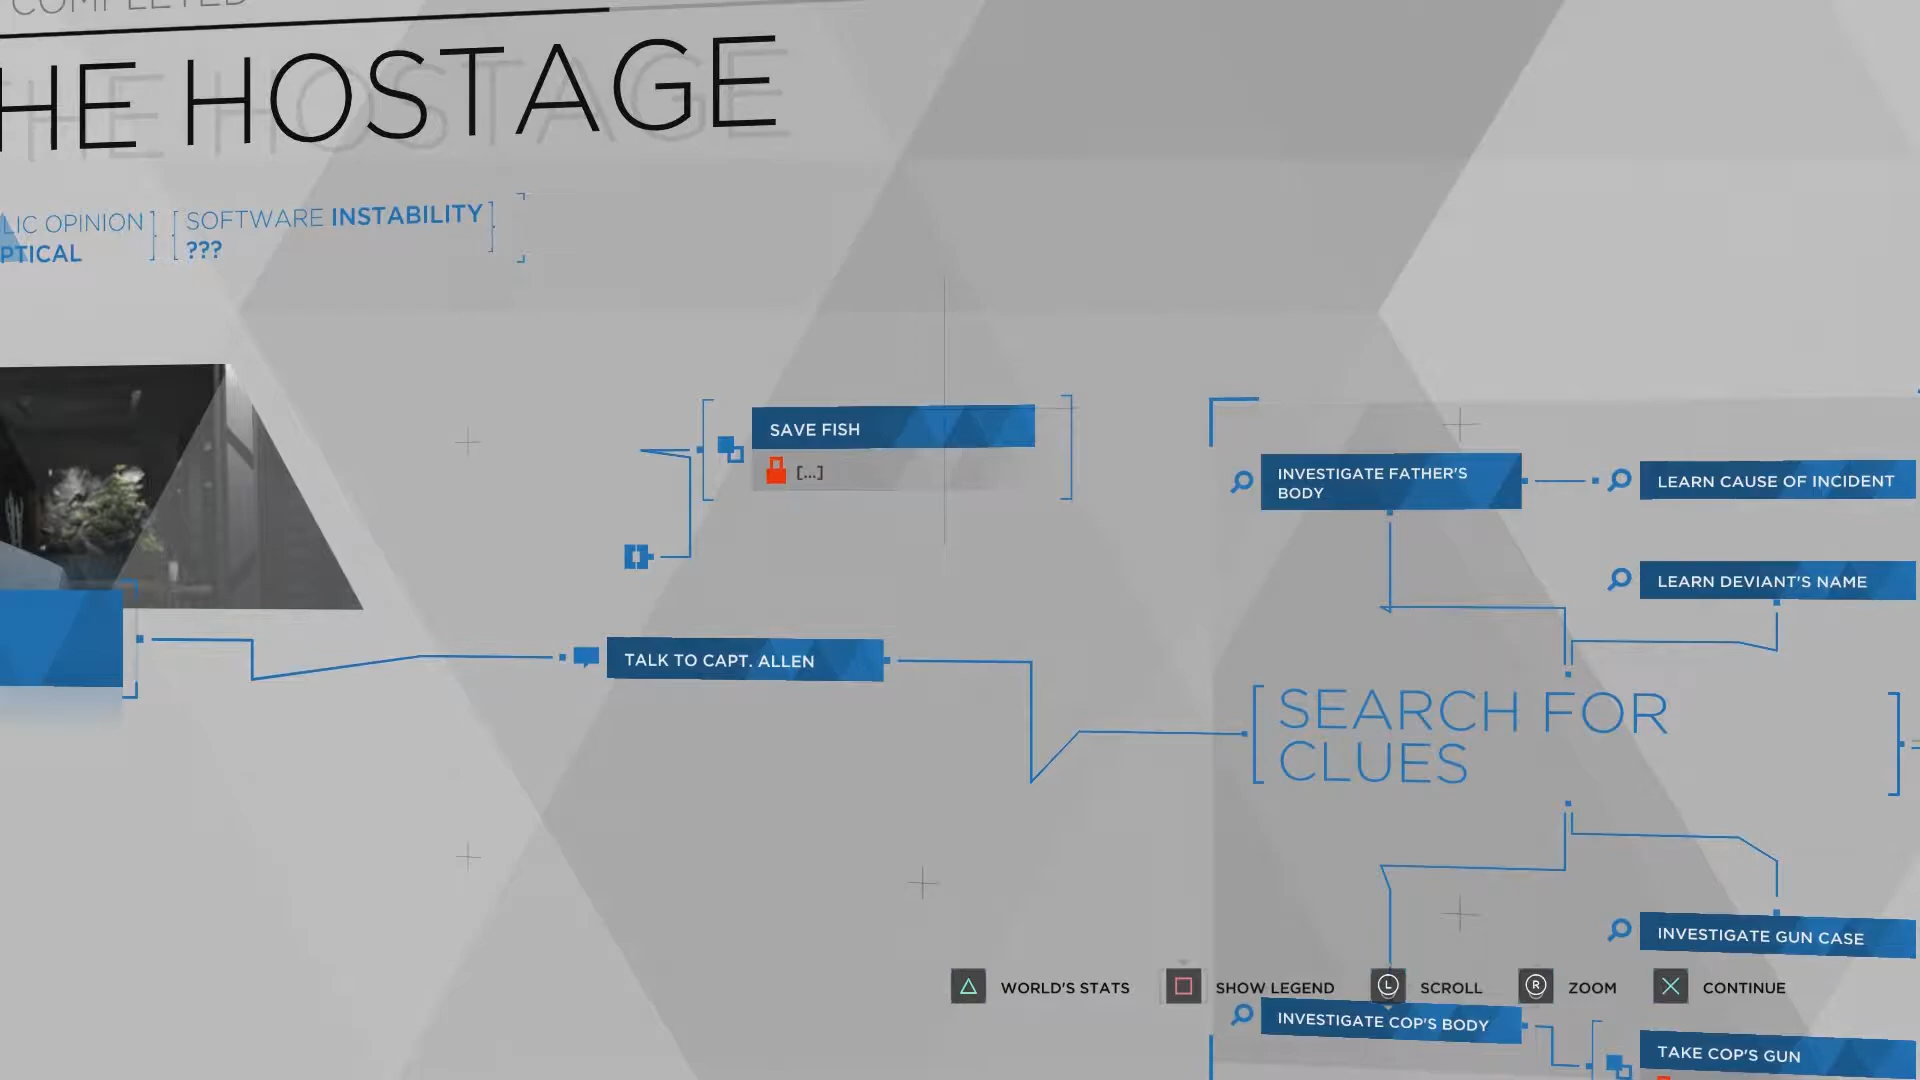 COMPLETED
HE HOSTAGE
LIC OPINION
PTICAL
SOFTWARE INSTABILITY
???
SAVE FISH
[...]
INVESTIGATE FATHER'S
BODY
LEARN CAUSE OF INCIDENT
LEARN DEVIANT'S NAME
TALK TO CAPT. ALLEN
SEARCH FOR
CLUES
INVESTIGATE GUN CASE
WORLD'S STATS
SHOW LEGEND
L
SCROLL
R
ZOOM
CONTINUE
INVESTIGATE COP'S BODY
TAKE COP'S GUN